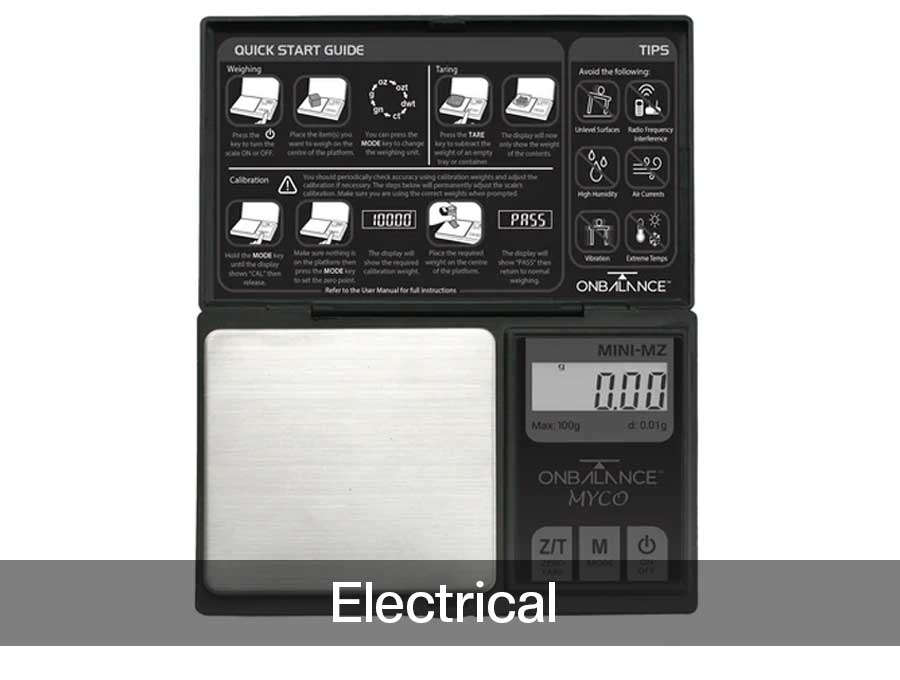 QUICK START GUIDE
TIPS
Weighing
Taring
Avoid the following:
g oz ozt dwt ct gn
Press the
key to turn the
scale ON or OFF.
Place the item(s) you
want to weigh on the
centre of the platform.
You can press the
MODE key to change
the weighing unit.
Press the TARE
key to subtract the
weight of an empty
tray or container.
The display will now
only show the weight
of the contents.
Unlevel Surfaces
Radio Frequency
Interference
High Humidity
Air Currents
Vibration
Extreme Temps
Calibration
You should periodically check accuracy using calibration weights and adjust the
calibration if necessary. The steps below will permanently adjust the scale's
calibration. Make sure you are using the correct weights when prompted.
10000
PASS
Hold the MODE key
until the display
shows "CAL" then
release.
Make sure nothing is
on the platform then
press the MODE key
to set the zero point.
The display will
show the required
calibration weight.
Place the required
weight on the centre
of the platform.
The display will
show "PASS" then
return to normal
weighing.
Refer to the User Manual for full instructions
ONBALANCE™
MINI-MZ
g
0.00
Max: 100g d: 0.01g
ONBALANCE™
MYCO
Z/T
ZERO
TARE
M
MODE
ON
OFF
Electrical